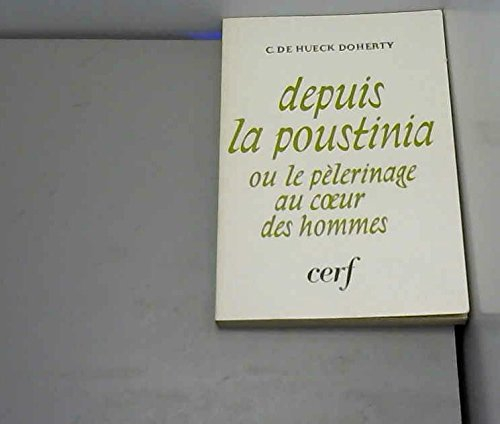 C. DE HUECK DOHERTY
depuis
la poustinia
ou le pèlerinage
au cœur
des hommes
cerf